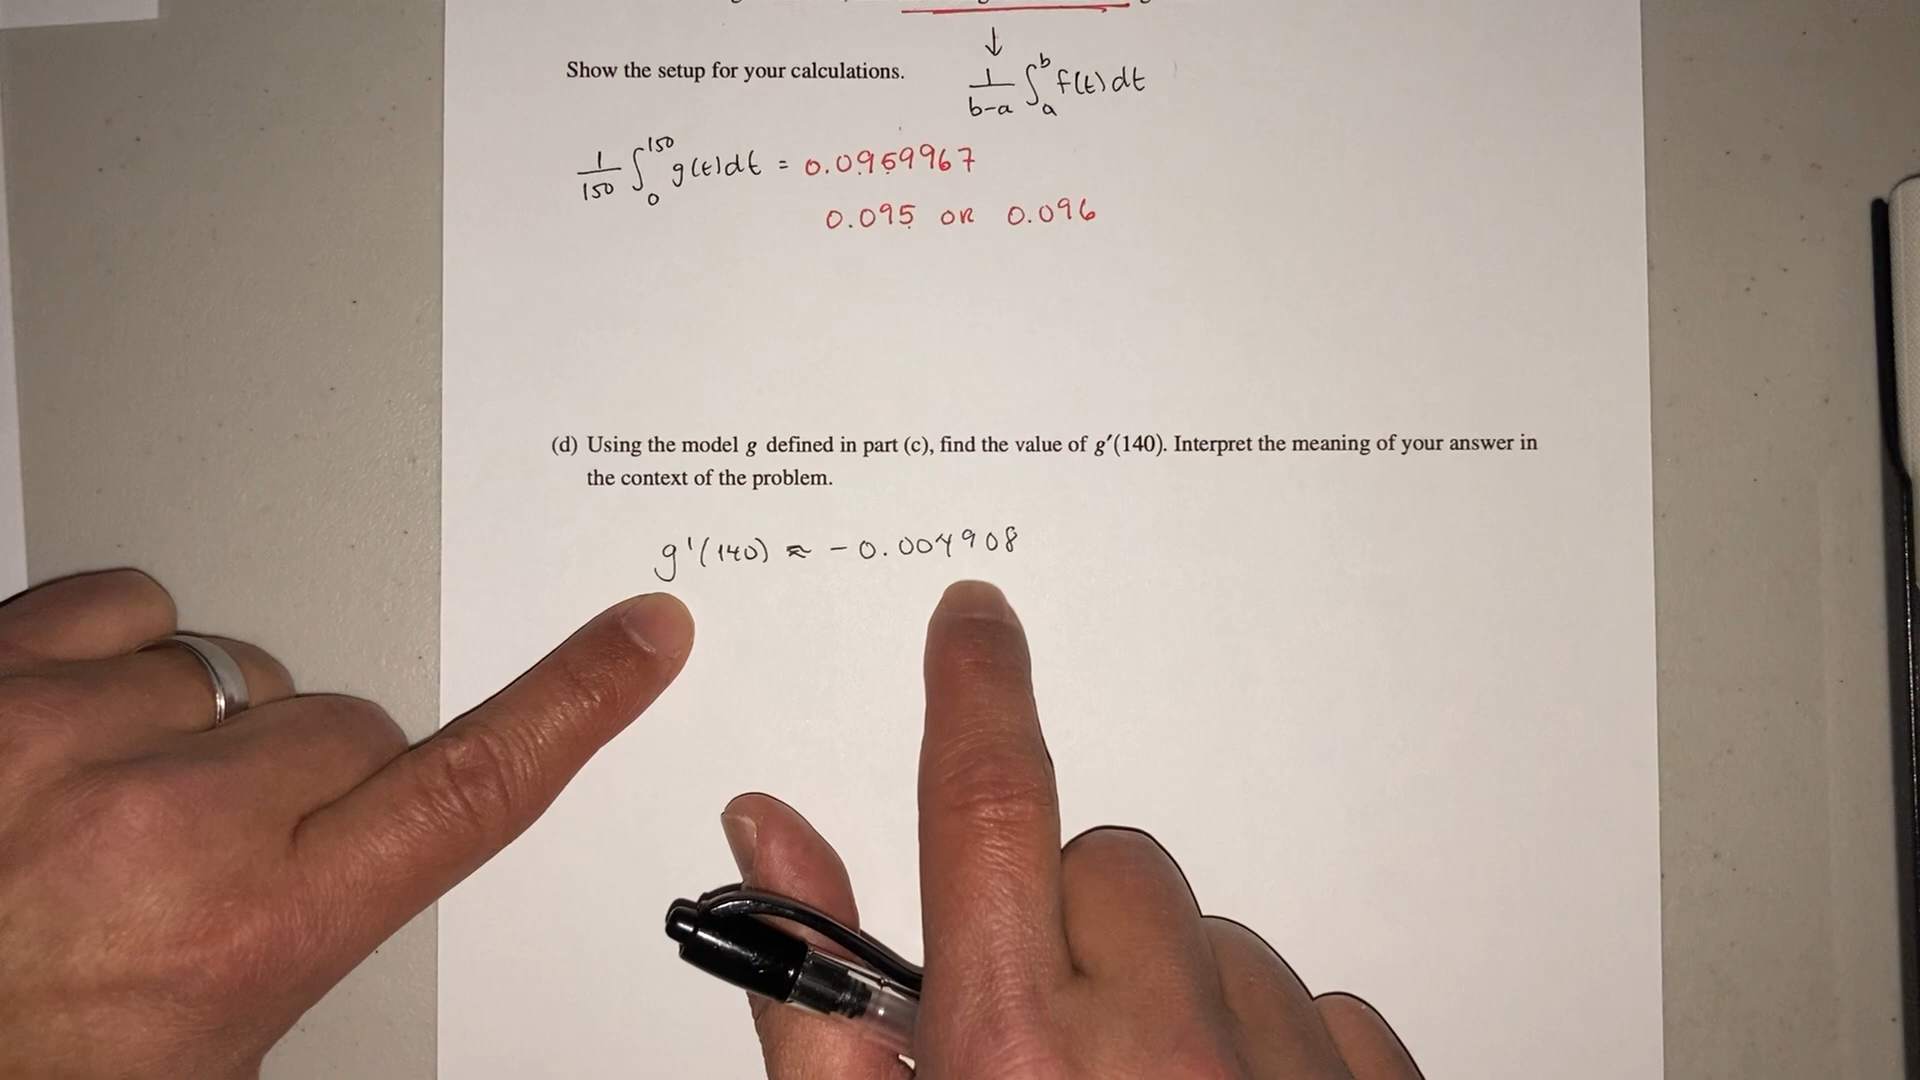 Show the setup for your calculations.
↓
1/(b-a) ∫_a^b f(t)dt
1/150 ∫_0^150 g(t)dt = 0.0959967
0.095 OR 0.096
(d) Using the model g defined in part (c), find the value of g′(140). Interpret the meaning of your answer in
the context of the problem.
g'(140) ≈ -0.004908